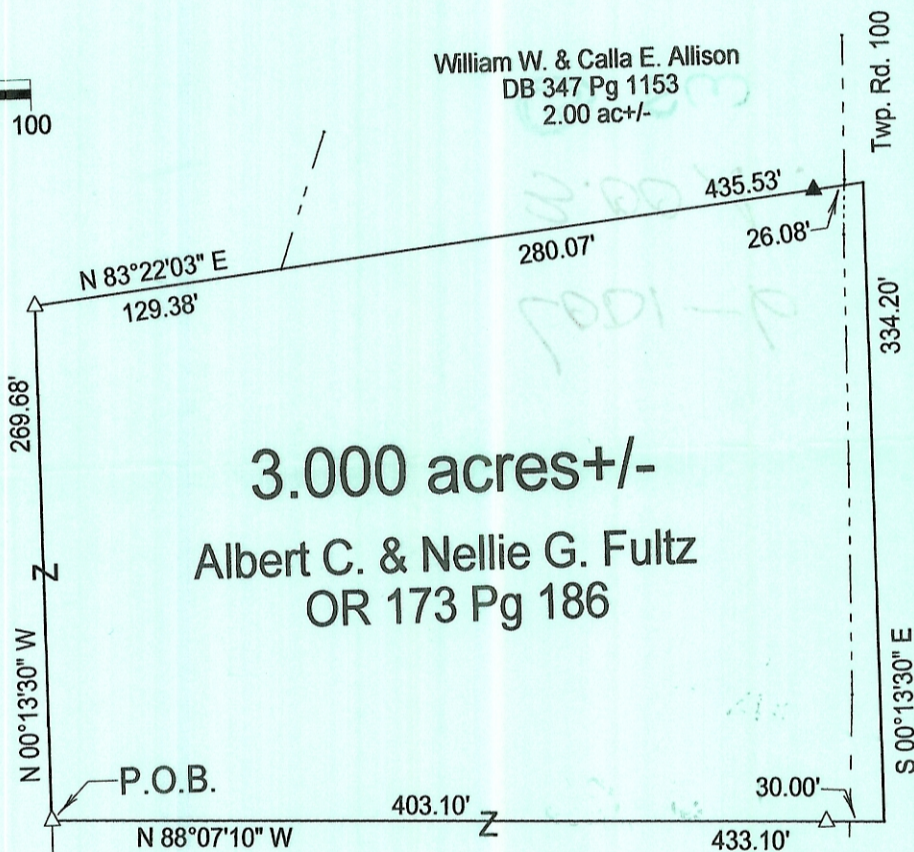 100
William W. & Calla E. Allison
DB 347 Pg 1153
2.00 ac+/-
Twp. Rd. 100
435.53'
26.08'
280.07'
N 83°22'03" E
129.38'
334.20'
269.68'
3.000 acres+/-
Albert C. & Nellie G. Fultz
OR 173 Pg 186
Z
N 00°13'30" W
S 00°13'30" E
P.O.B.
403.10'
Z
30.00'
N 88°07'10" W
433.10'